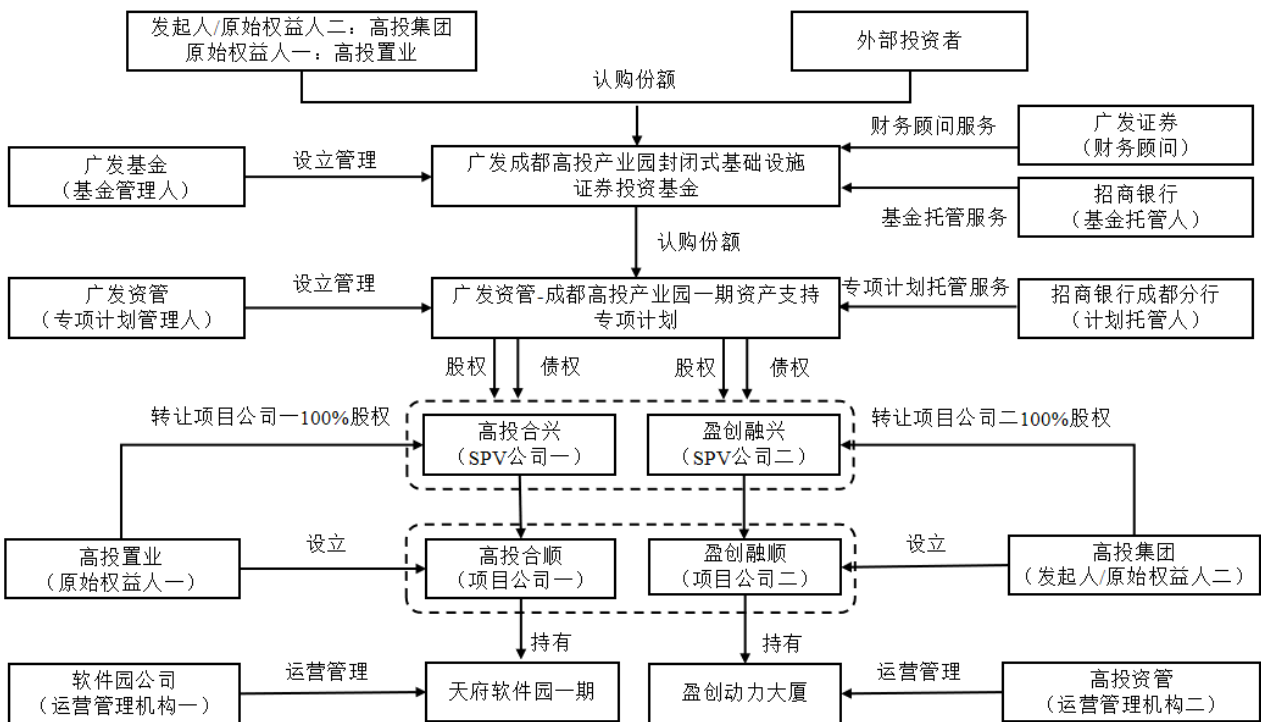 发起人/原始权益人二：高投集团
原始权益人一：高投置业
外部投资者
认购份额
财务顾问服务
广发证券
（财务顾问）
广发基金
（基金管理人）
设立管理
广发成都高投产业园封闭式基础设施
证券投资基金
招商银行
（基金托管人）
基金托管服务
认购份额
广发资管
（专项计划管理人）
设立管理
广发资管-成都高投产业园一期资产支持
专项计划
专项计划托管服务
招商银行成都分行
（计划托管人）
股权
债权
股权
债权
转让项目公司一100%股权
高投合兴
（SPV公司一）
盈创融兴
（SPV公司二）
转让项目公司二100%股权
高投置业
（原始权益人一）
设立
高投合顺
（项目公司一）
盈创融顺
（项目公司二）
设立
高投集团
（发起人/原始权益人二）
持有
持有
软件园公司
（运营管理机构一）
运营管理
天府软件园一期
盈创动力大厦
运营管理
高投资管
（运营管理机构二）